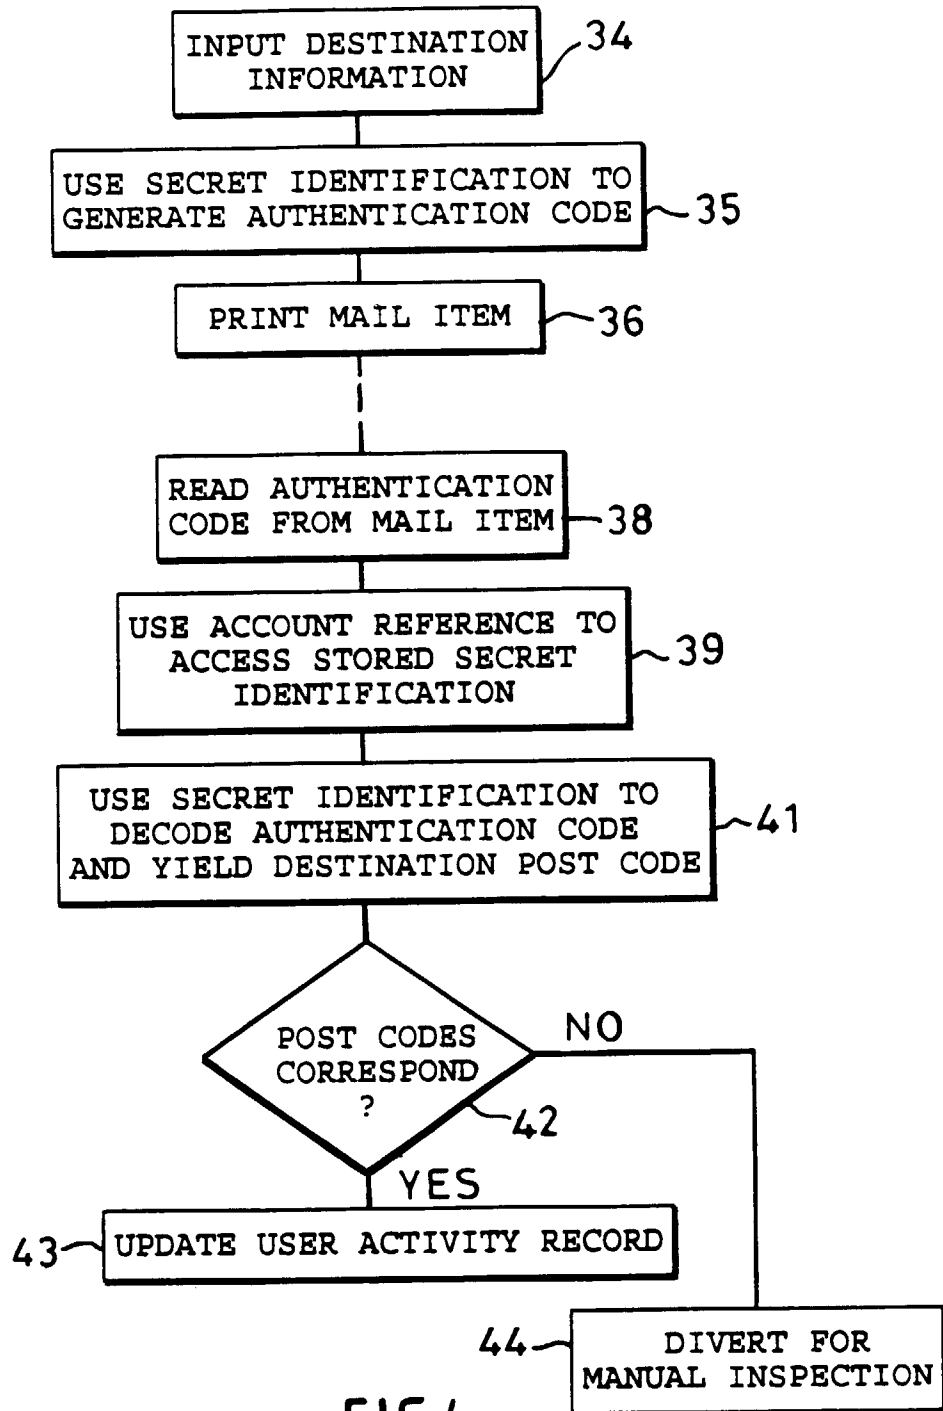 INPUT DESTINATION
INFORMATION
34
USE SECRET IDENTIFICATION TO
GENERATE AUTHENTICATION CODE
35
PRINT MAIL ITEM
36
READ AUTHENTICATION
CODE FROM MAIL ITEM
38
USE ACCOUNT REFERENCE TO
ACCESS STORED SECRET
IDENTIFICATION
39
USE SECRET IDENTIFICATION TO
DECODE AUTHENTICATION CODE
AND YIELD DESTINATION POST CODE
41
POST CODES
CORRESPOND
?
42
NO
YES
43
UPDATE USER ACTIVITY RECORD
44
DIVERT FOR
MANUAL INSPECTION